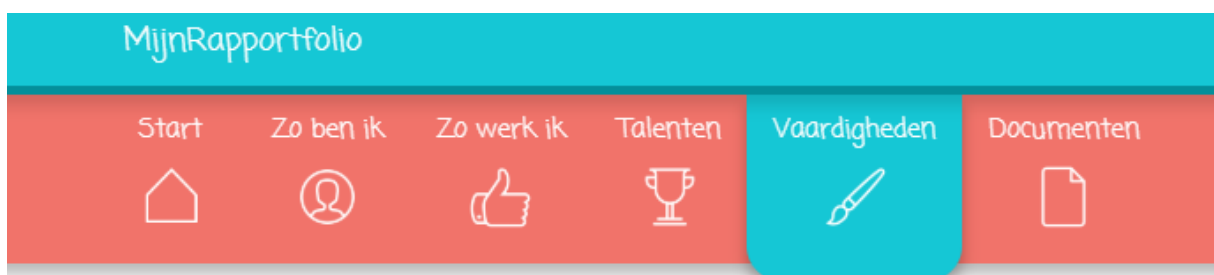 MijnRapportfolio
Start Zo ben ik Zo werk ik Talenten Vaardigheden Documenten